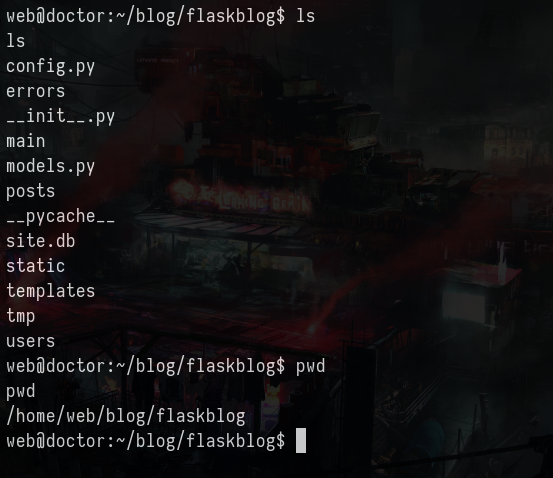 web@doctor:~/blog/flaskblog$ ls
ls
config.py
errors
__init__.py
main
models.py
posts
__pycache__
site.db
static
templates
tmp
users
web@doctor:~/blog/flaskblog$ pwd
pwd
/home/web/blog/flaskblog
web@doctor:~/blog/flaskblog$